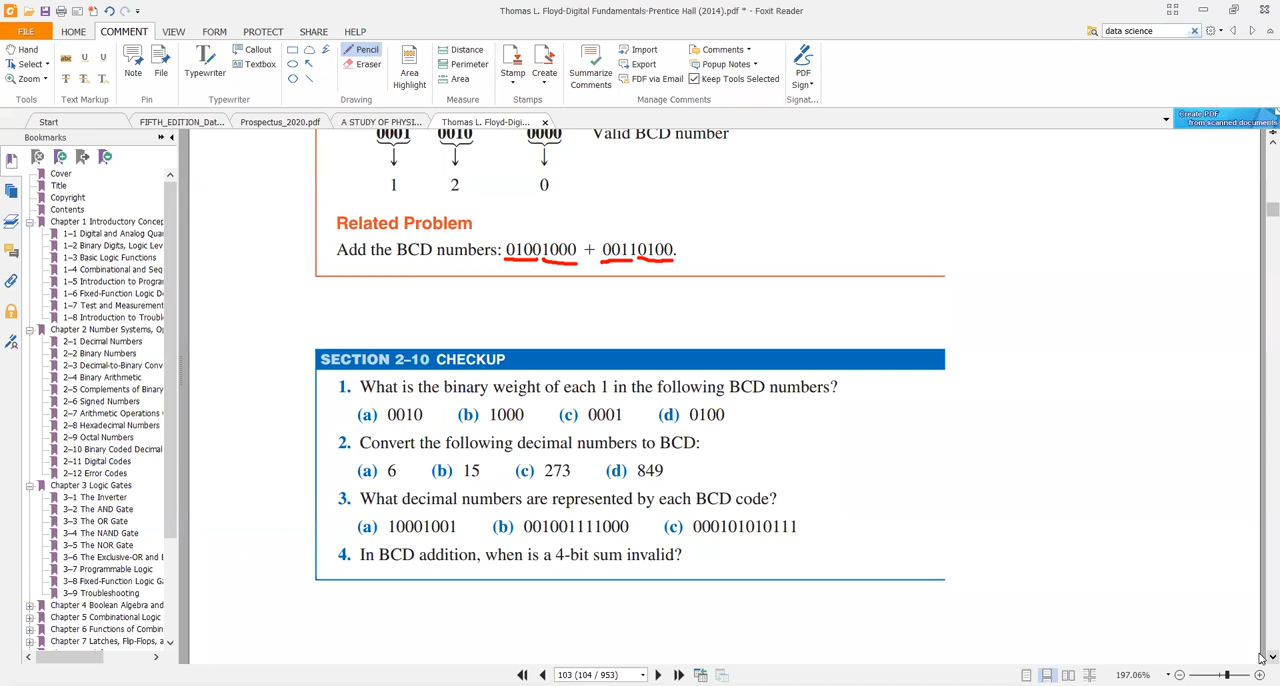 Thomas L. Floyd-Digital Fundamentals-Prentice Hall (2014).pdf * - Foxit Reader
FILE HOME COMMENT VIEW FORM PROTECT SHARE HELP
data science
Hand
Select
Zoom
Tools
Text Markup
Note
File
Pin
Typewriter
Callout
Textbox
Typewriter
Pencil
Eraser
Drawing
Area
Highlight
Distance
Perimeter
Area
Measure
Stamp
Create
Stamps
Summarize
Comments
Import
Export
FDF via Email
Comments
Popup Notes
Keep Tools Selected
Manage Comments
PDF
Sign
Signat...
Start FIFTH_EDITION_Dat... Prospectus_2020.pdf A STUDY OF PHYSI... Thomas L. Floyd-Digi...
Create PDF
from scanned documents
Bookmarks
Cover
Title
Copyright
Contents
Chapter 1 Introductory Concep
1-1 Digital and Analog Quan
1-2 Binary Digits, Logic Lev
1-3 Basic Logic Functions
1-4 Combinational and Seq
1-5 Introduction to Program
1-6 Fixed-Function Logic D
1-7 Test and Measurement
1-8 Introduction to Troubl
Chapter 2 Number Systems, Op
2-1 Decimal Numbers
2-2 Binary Numbers
2-3 Decimal-to-Binary Conv
2-4 Binary Arithmetic
2-5 Complements of Binary
2-6 Signed Numbers
2-7 Arithmetic Operations
2-8 Hexadecimal Numbers
2-9 Octal Numbers
2-10 Binary Coded Decimal
2-11 Digital Codes
2-12 Error Codes
Chapter 3 Logic Gates
3-1 The Inverter
3-2 The AND Gate
3-3 The OR Gate
3-4 The NAND Gate
3-5 The NOR Gate
3-6 The Exclusive-OR and E
3-7 Programmable Logic
3-8 Fixed-Function Logic Ga
3-9 Troubleshooting
Chapter 4 Boolean Algebra and
Chapter 5 Combinational Logic
Chapter 6 Functions of Combin
Chapter 7 Latches, Flip-Flops, a
0001 0010 0000 Valid BCD number
1 2 0
Related Problem
Add the BCD numbers: 01001000 + 00110100.
SECTION 2–10 CHECKUP
1. What is the binary weight of each 1 in the following BCD numbers?
(a) 0010 (b) 1000 (c) 0001 (d) 0100
2. Convert the following decimal numbers to BCD:
(a) 6 (b) 15 (c) 273 (d) 849
3. What decimal numbers are represented by each BCD code?
(a) 10001001 (b) 001001111000 (c) 000101010111
4. In BCD addition, when is a 4-bit sum invalid?
103 (104 / 953)
197.06%